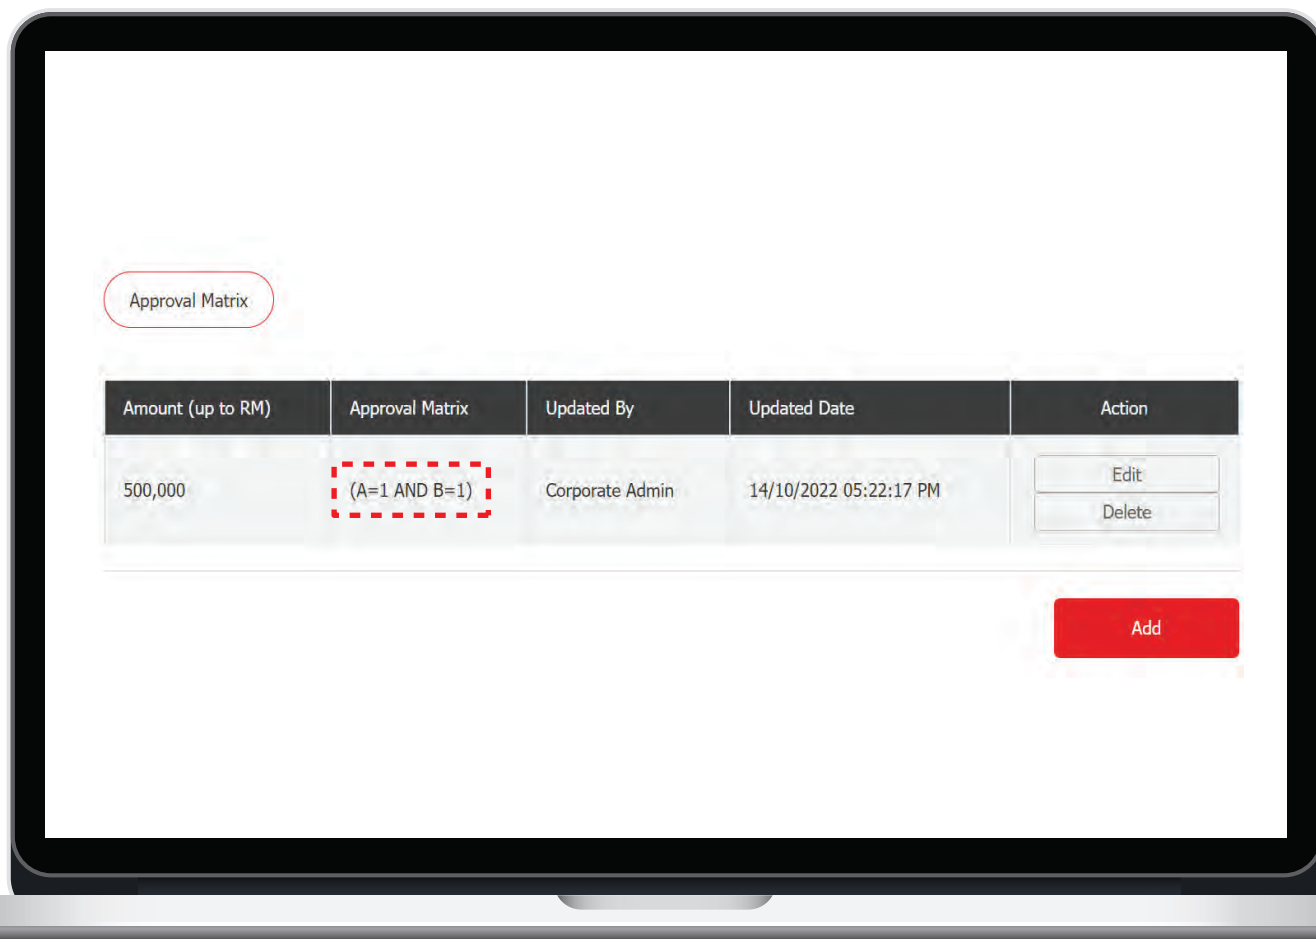 Approval Matrix
Amount (up to RM) Approval Matrix Updated By Updated Date Action
500,000 (A=1 AND B=1) Corporate Admin 14/10/2022 05:22:17 PM Edit
Delete
Add